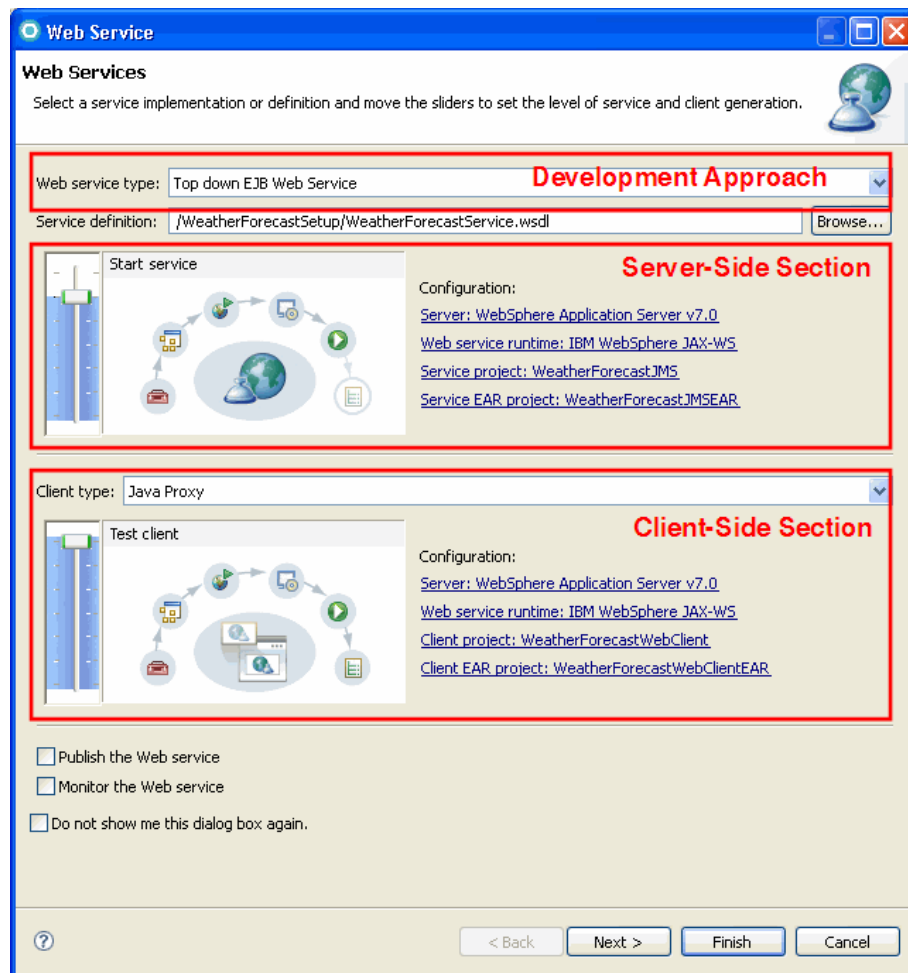 Web Service
Web Services
Select a service implementation or definition and move the sliders to set the level of service and client generation.
Web service type: Top down EJB Web Service
Development Approach
Service definition: /WeatherForecastSetup/WeatherForecastService.wsdl Browse...
Start service
Server-Side Section
Configuration:
Server: WebSphere Application Server v7.0
Web service runtime: IBM WebSphere JAX-WS
Service project: WeatherForecastJMS
Service EAR project: WeatherForecastJMSEAR
Client type: Java Proxy
Test client
Client-Side Section
Configuration:
Server: WebSphere Application Server v7.0
Web service runtime: IBM WebSphere JAX-WS
Client project: WeatherForecastWebClient
Client EAR project: WeatherForecastWebClientEAR
Publish the Web service
Monitor the Web service
Do not show me this dialog box again.
? < Back Next > Finish Cancel